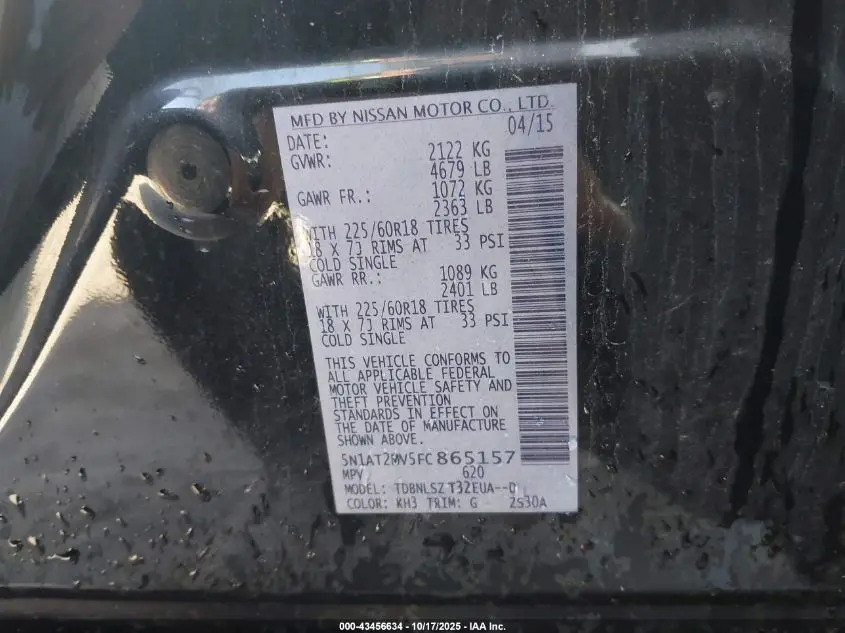 MFD BY NISSAN MOTOR CO., LTD.
DATE: 04/15
GVWR: 2122 KG
4679 LB
GAWR FR.: 1072 KG
2363 LB
WITH 225/60R18 TIRES
18 X 7J RIMS AT 33 PSI
COLD SINGLE
GAWR RR.: 1089 KG
2401 LB
WITH 225/60R18 TIRES
18 X 7J RIMS AT 33 PSI
COLD SINGLE
THIS VEHICLE CONFORMS TO
ALL APPLICABLE FEDERAL
MOTOR VEHICLE SAFETY AND
THEFT PREVENTION
STANDARDS IN EFFECT ON
THE DATE OF MANUFACTURE
SHOWN ABOVE.
5N1AT2MV5FC865157
MPV 620
MODEL: TDBNLSZ T32EUA--D
COLOR: KH3 TRIM: G 2S30A
000-43456634 | 10/17/2025 - IAA Inc.